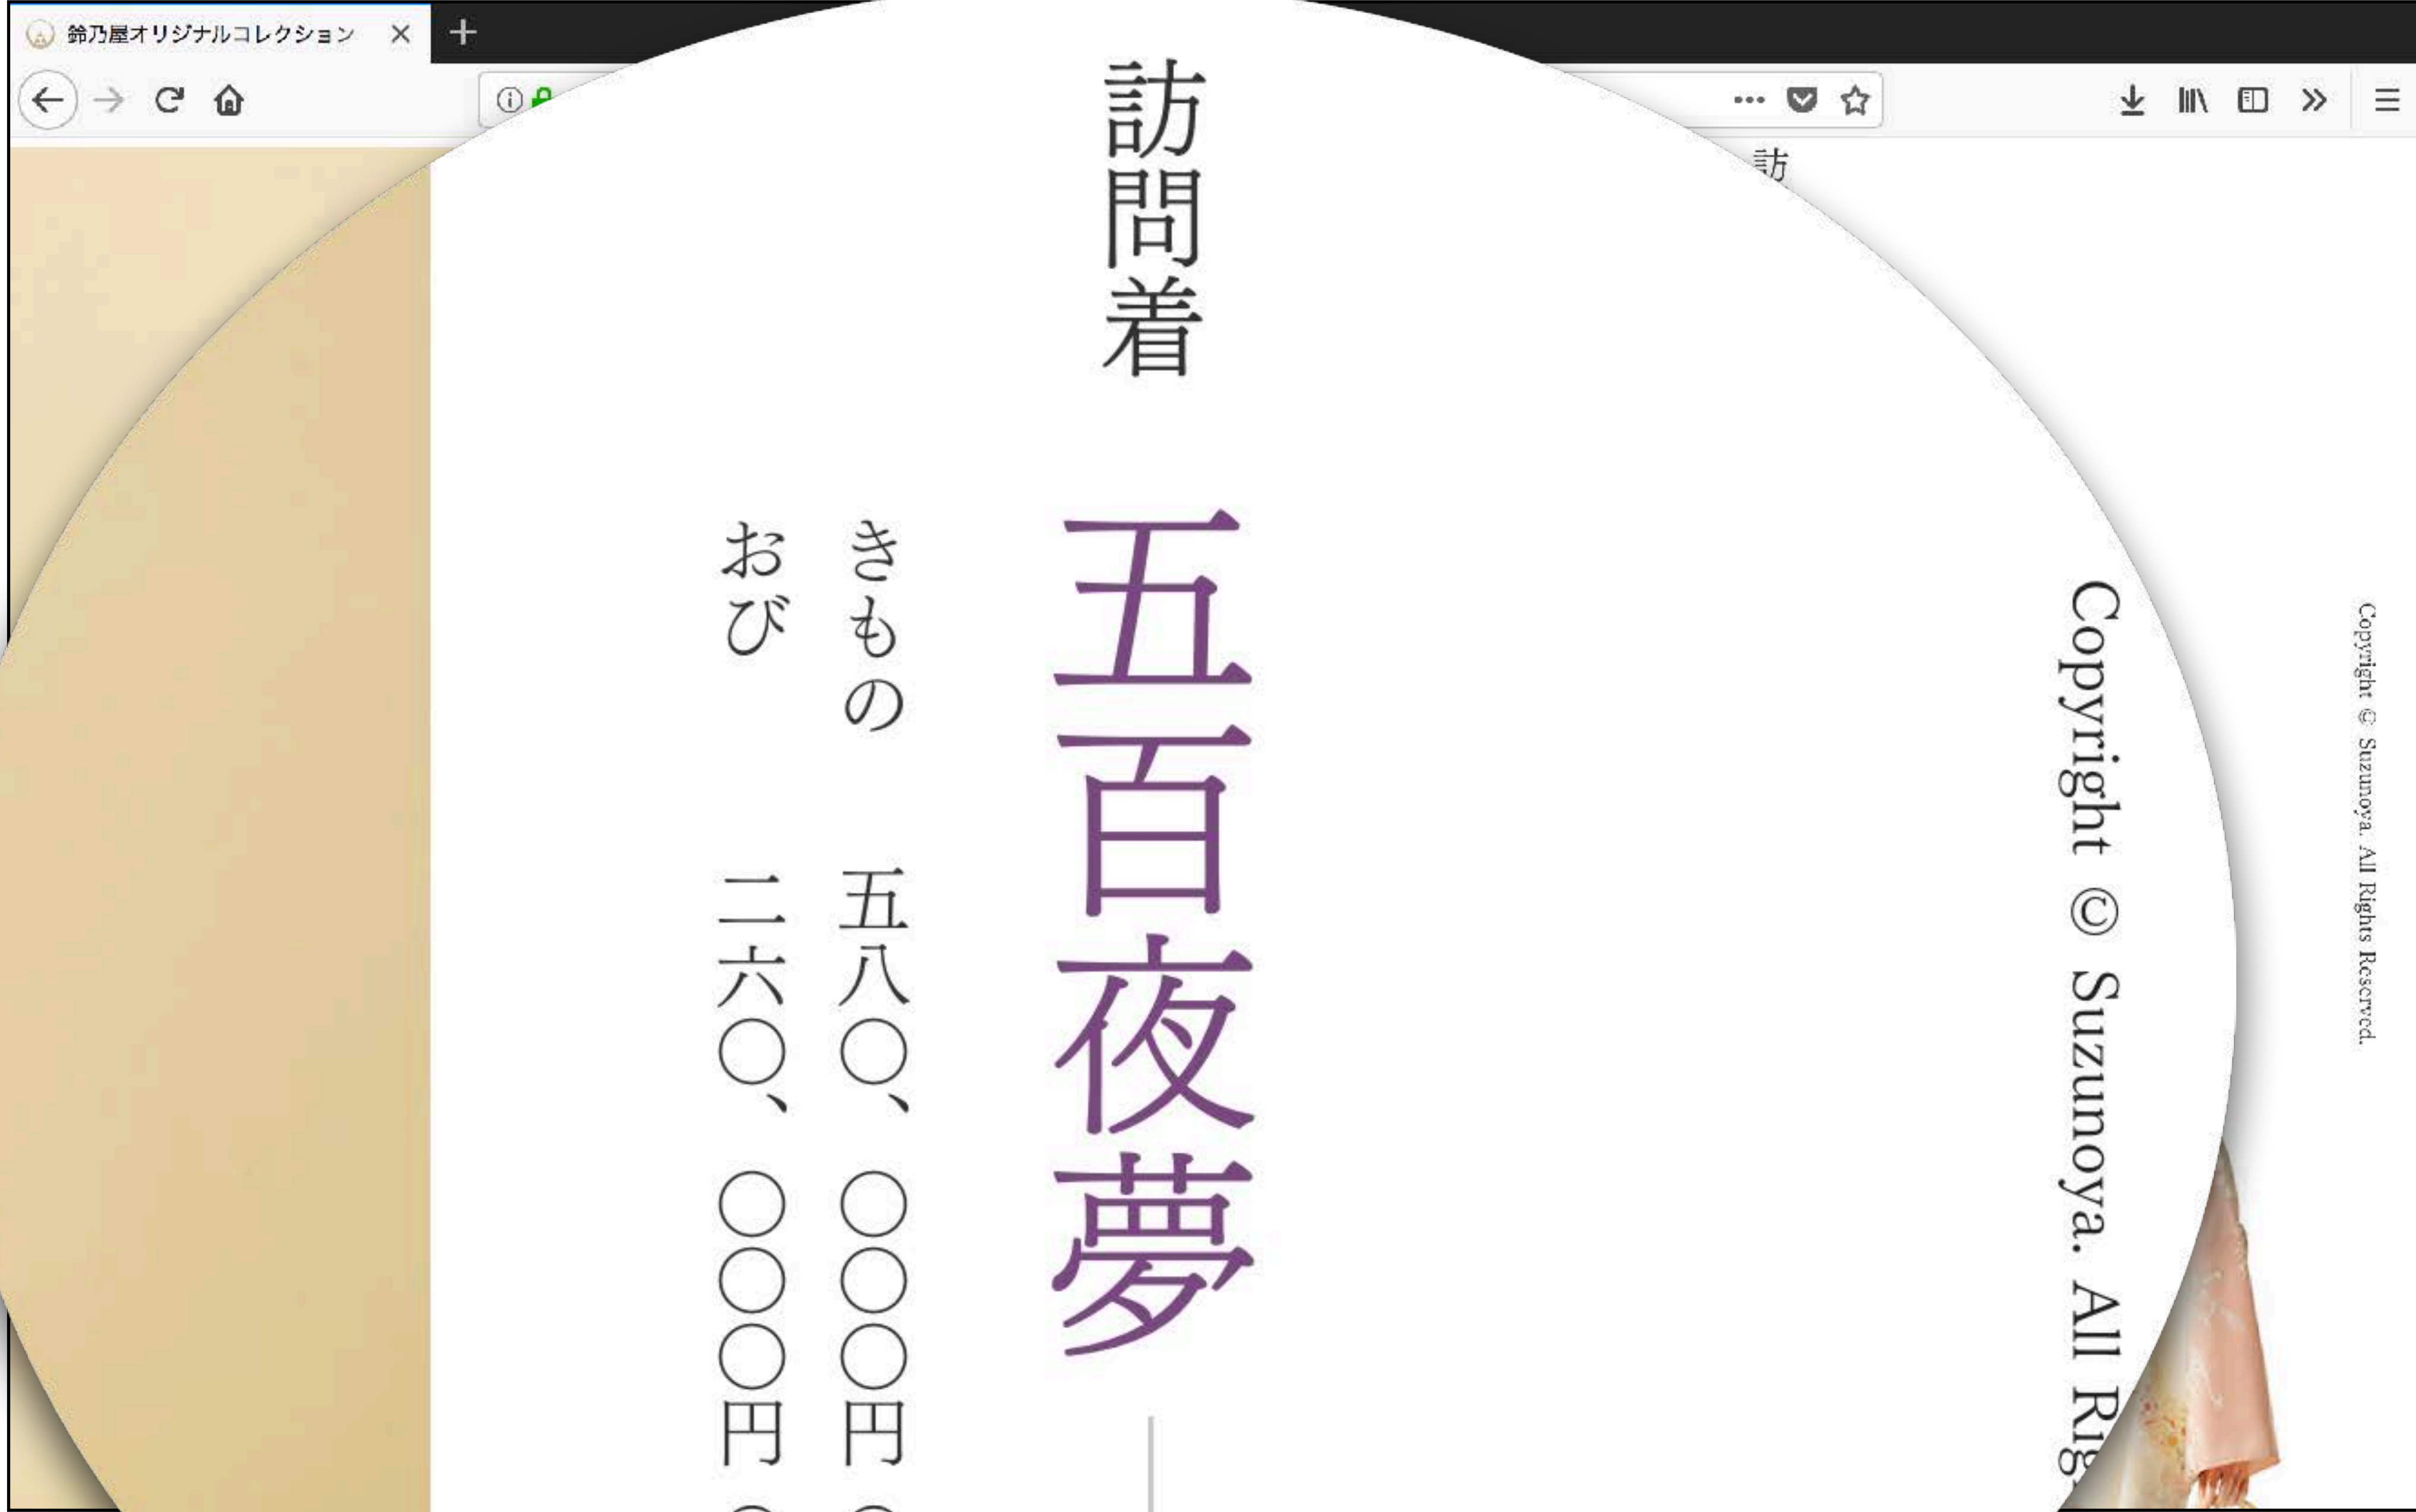 鈴乃屋オリジナルコレクション
訪
Copyright © Suzunoya. All Rights Reserved.
Copyright © Suzunoya. All Rig
訪問着
五百夜夢
きもの 五八〇、〇〇〇円
おび 二六〇、〇〇〇円